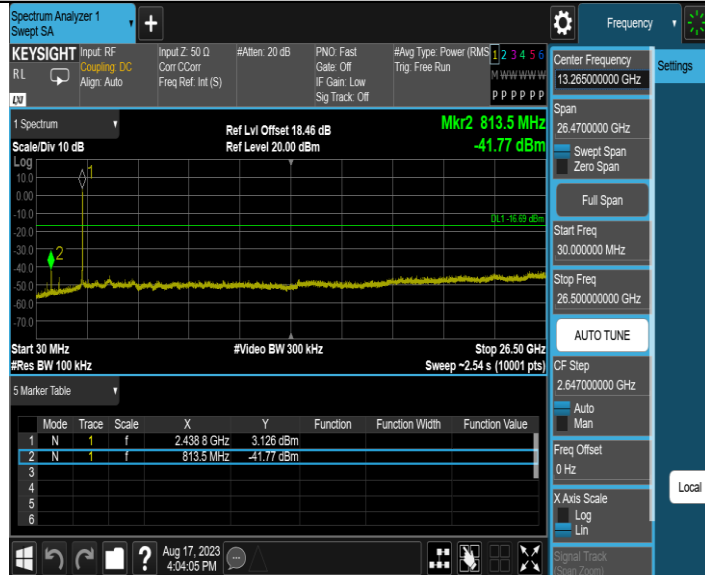 Spectrum Analyzer 1
Swept SA
Frequency
KEYSIGHT
RL
LXI
Input: RF
Coupling: DC
Align: Auto
Input Z: 50 Ω
Corr CCorr
Freq Ref: Int (S)
#Atten: 20 dB
PNO: Fast
Gate: Off
IF Gain: Low
Sig Track: Off
#Avg Type: Power (RMS
Trig: Free Run
1 2 3 4 5 6
M W W W W W
P P P P P P
1 Spectrum
Scale/Div 10 dB
Ref Lvl Offset 18.46 dB
Ref Level 20.00 dBm
Mkr2 813.5 MHz
-41.77 dBm
Log
10.0
0.00
-10.0
-20.0
-30.0
-40.0
-50.0
-60.0
-70.0
1
2
DL1 -16.69 dBm
Start 30 MHz
#Res BW 100 kHz
#Video BW 300 kHz
Stop 26.50 GHz
Sweep ~2.54 s (10001 pts)
5 Marker Table
Mode Trace Scale X Y Function Function Width Function Value
1 N 1 f 2.438 8 GHz 3.126 dBm
2 N 1 f 813.5 MHz -41.77 dBm
3
4
5
6
Aug 17, 2023
4:04:05 PM
Center Frequency
13.265000000 GHz
Span
26.4700000 GHz
Swept Span
Zero Span
Full Span
Start Freq
30.000000 MHz
Stop Freq
26.500000000 GHz
AUTO TUNE
CF Step
2.647000000 GHz
Auto
Man
Freq Offset
0 Hz
X Axis Scale
Log
Lin
Signal Track
(Span Zoom)
Settings
Local